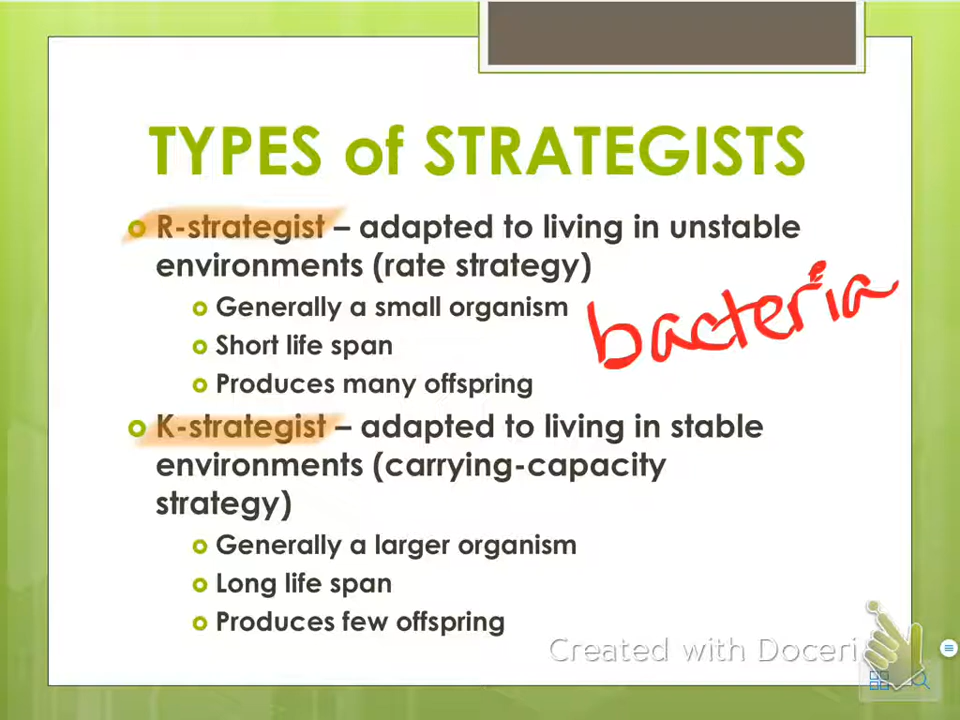 TYPES of STRATEGISTS
R-strategist – adapted to living in unstable
environments (rate strategy)
Generally a small organism
bacteria
Short life span
Produces many offspring
K-strategist – adapted to living in stable
environments (carrying-capacity
strategy)
Generally a larger organism
Long life span
Produces few offspring
Created with Doceri